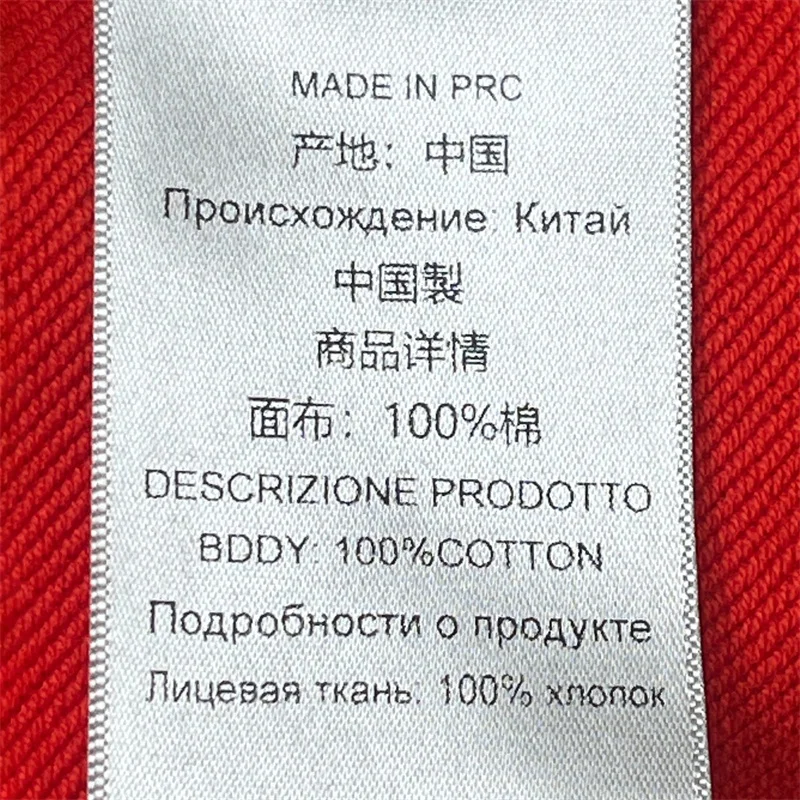 MADE IN PRC
产地：中国
Происхождение: Китай
中国製
商品详情
面布：100%棉
DESCRIZIONE PRODOTTO
BDDY: 100%COTTON
Подробности о продукте
Лицевая ткань: 100% хлопок